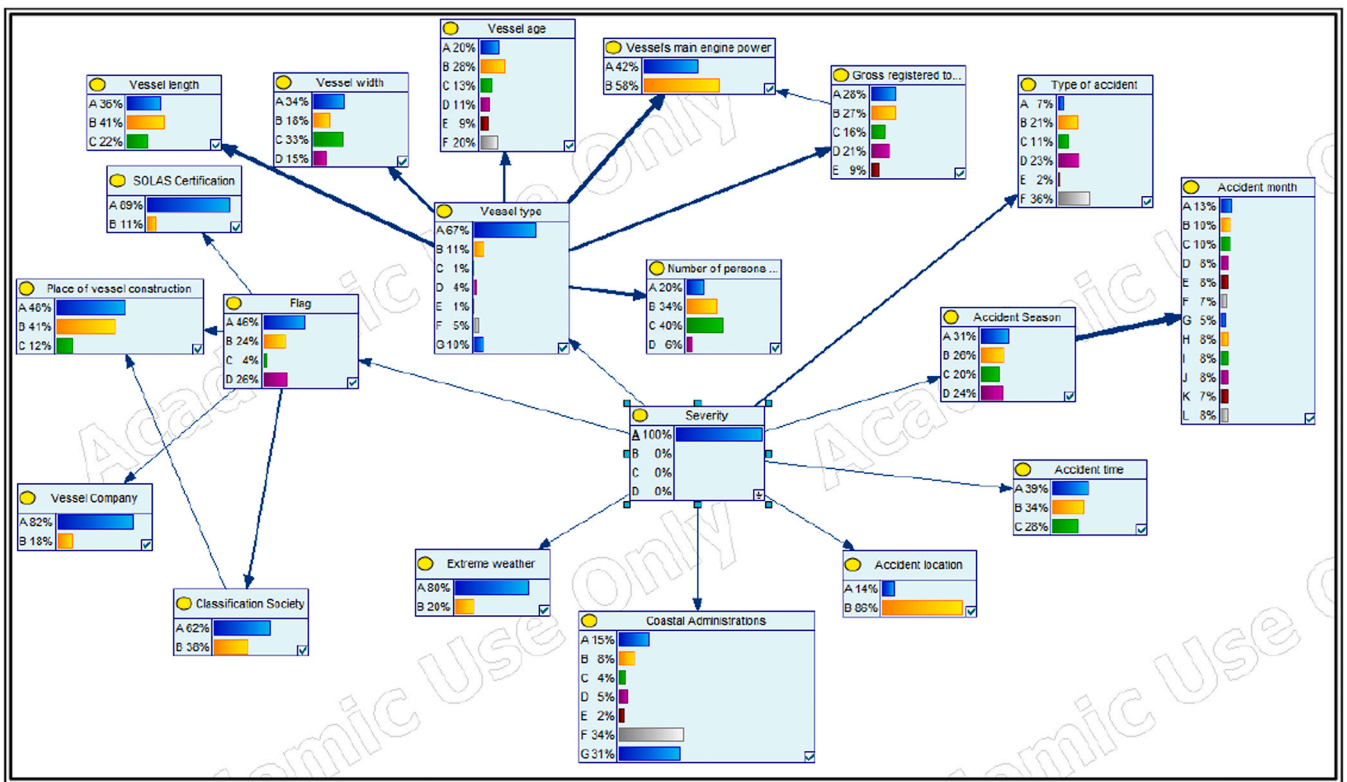 Vessel age
A 20%
B 28%
C 13%
D 11%
E 9%
F 20%
Vessel's main engine power
A 42%
B 58%
Vessel length
A 36%
B 41%
C 22%
Vessel width
A 34%
B 18%
C 33%
D 15%
Gross registered to...
A 28%
B 27%
C 16%
D 21%
E 9%
Type of accident
A 7%
B 21%
C 11%
D 23%
E 2%
F 36%
SOLAS Certification
A 89%
B 11%
Vessel type
A 67%
B 11%
C 1%
D 4%
E 1%
F 5%
G 10%
Accident month
A 13%
B 10%
C 10%
D 8%
E 8%
F 7%
G 5%
H 8%
I 8%
J 8%
K 7%
L 8%
Number of persons ...
A 20%
B 34%
C 40%
D 6%
Place of vessel construction
A 48%
B 41%
C 12%
Flag
A 46%
B 24%
C 4%
D 26%
Accident Season
A 31%
B 26%
C 20%
D 24%
Severity
A 100%
B 0%
C 0%
D 0%
Accident time
A 39%
B 34%
C 28%
Vessel Company
A 82%
B 18%
Extreme weather
A 80%
B 20%
Accident location
A 14%
B 86%
Classification Society
A 62%
B 38%
Coastal Administrations
A 15%
B 8%
C 4%
D 5%
E 2%
F 34%
G 31%
Academic Use Only